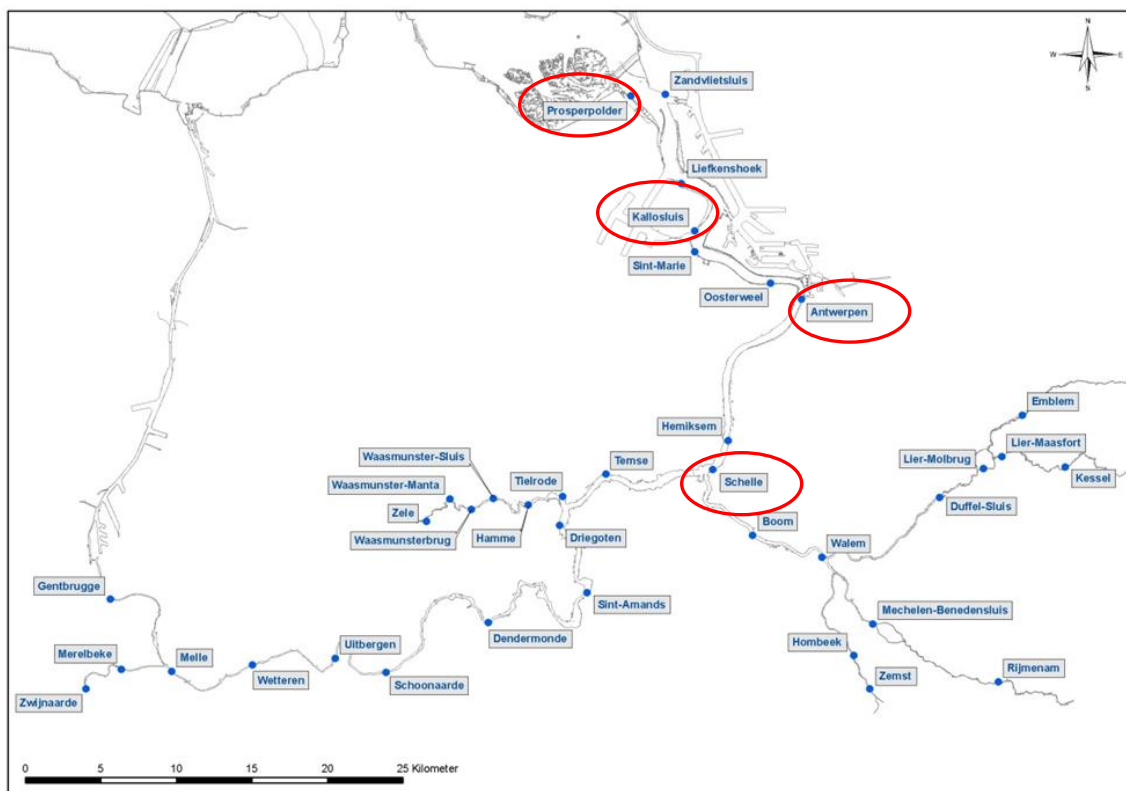 N
W E
S
Zandvlietsluis
Prosperpolder
Liefkenshoek
Kallosluis
Sint-Marie
Oosterweel
Antwerpen
Hemiksem
Emblem
Waasmunster-Sluis
Temse
Lier-Molbrug
Lier-Maasfort
Waasmunster-Manta
Tielrode
Schelle
Kessel
Zele
Duffel-Sluis
Waasmunsterbrug
Hamme
Driegoten
Boom
Walem
Gentbrugge
Sint-Amands
Mechelen-Benedensluis
Dendermonde
Hombeek
Merelbeke
Melle
Uitbergen
Wetteren
Schoonaarde
Rijmenam
Zwijnaarde
Zemst
0 5 10 15 20 25 Kilometer